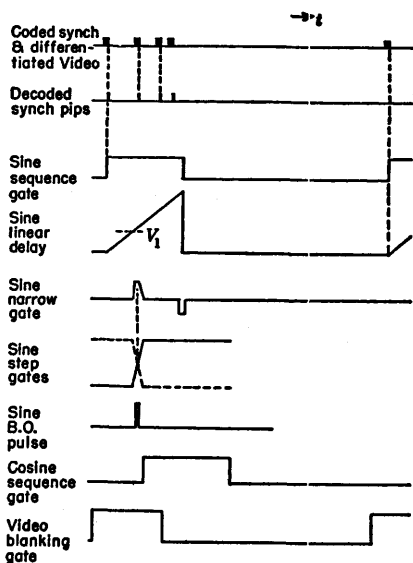 t
Coded synch
& differen-
tiated Video
Decoded
synch pips
Sine
sequence
gate
Sine
linear
delay
V₁
Sine
narrow
gate
Sine
step
gates
Sine
B.O.
pulse
Cosine
sequence
gate
Video
blanking
gate